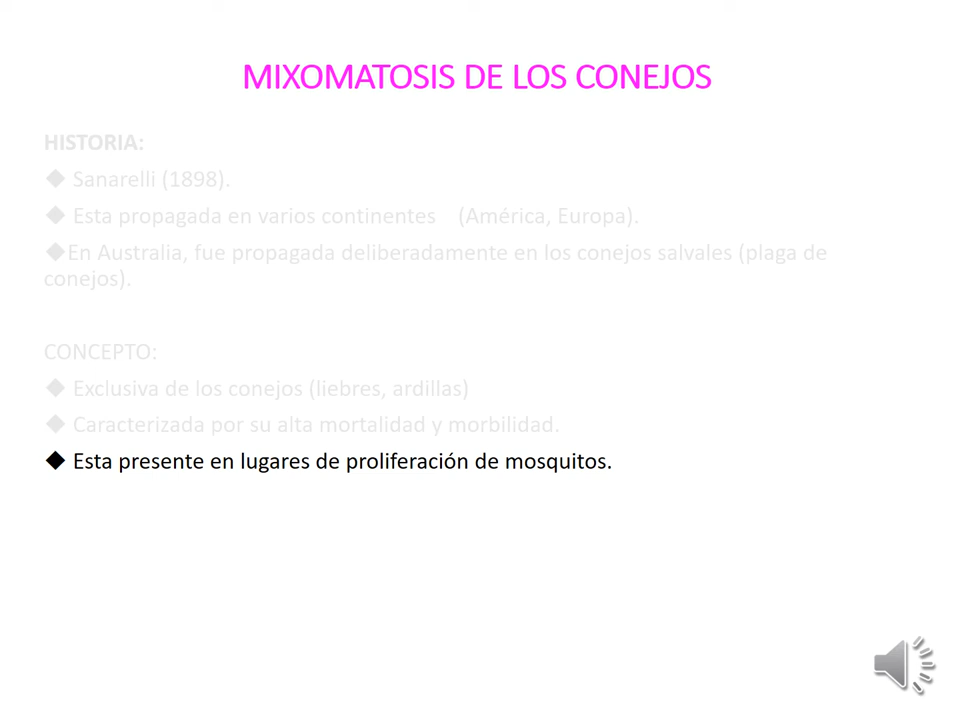 MIXOMATOSIS DE LOS CONEJOS
HISTORIA:
◆ Sanarelli (1898).
◆ Esta propagada en varios continentes (América, Europa).
◆En Australia, fue propagada deliberadamente en los conejos salvales (plaga de
conejos).
CONCEPTO:
◆ Exclusiva de los conejos (liebres, ardillas)
◆ Caracterizada por su alta mortalidad y morbilidad.
◆ Esta presente en lugares de proliferación de mosquitos.